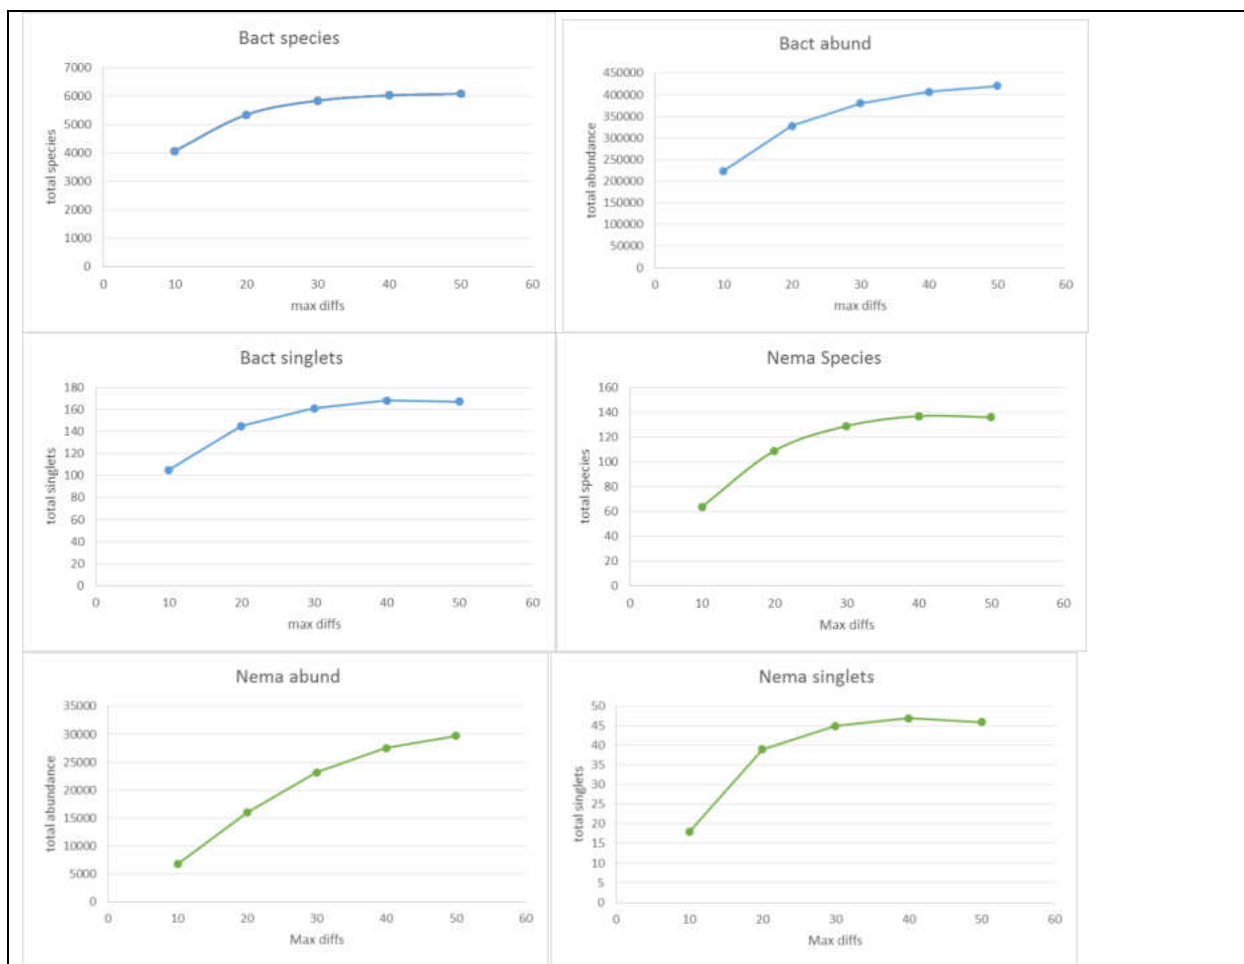 Bact species
total species
7000
6000
5000
4000
3000
2000
1000
0
0 10 20 30 40 50 60
max diffs
Bact abund
total abundance
450000
400000
350000
300000
250000
200000
150000
100000
50000
0
0 10 20 30 40 50 60
max diffs
Bact singlets
total singlets
180
160
140
120
100
80
60
40
20
0
0 10 20 30 40 50 60
max diffs
Nema Species
total species
160
140
120
100
80
60
40
20
0
0 10 20 30 40 50 60
Max diffs
Nema abund
total abundance
35000
30000
25000
20000
15000
10000
5000
0
0 10 20 30 40 50 60
Max diffs
Nema singlets
total singlets
50
45
40
35
30
25
20
15
10
5
0
0 10 20 30 40 50 60
Max diffs